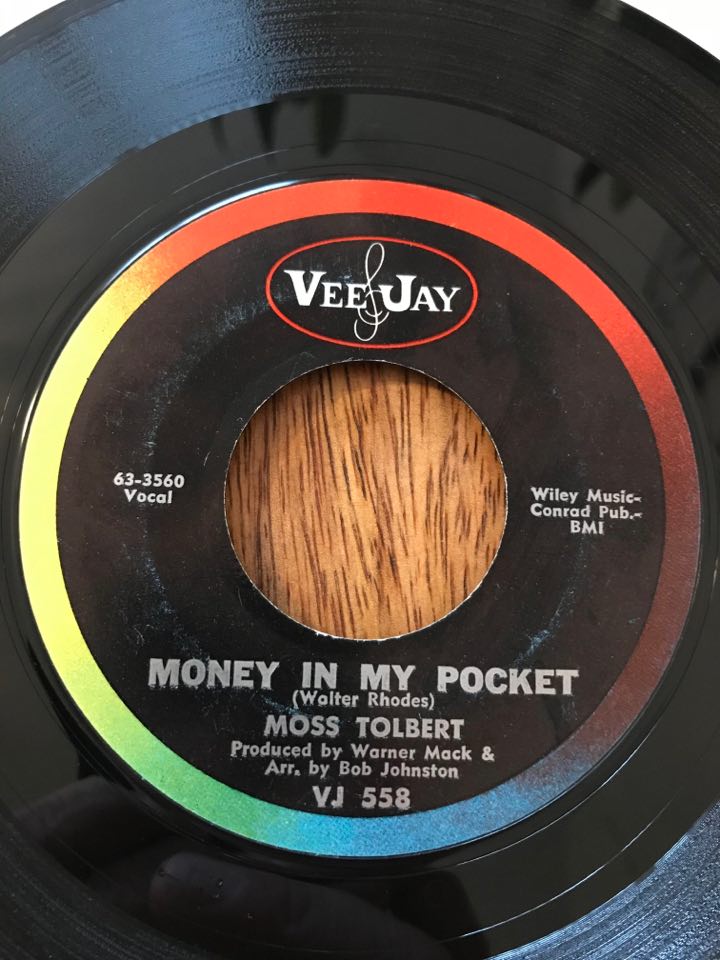 VEE JAY
63-3560
Vocal
Wiley Music-
Conrad Pub.-
BMI
MONEY IN MY POCKET
(Walter Rhodes)
MOSS TOLBERT
Produced by Warner Mack &
Arr. by Bob Johnston
VJ 558